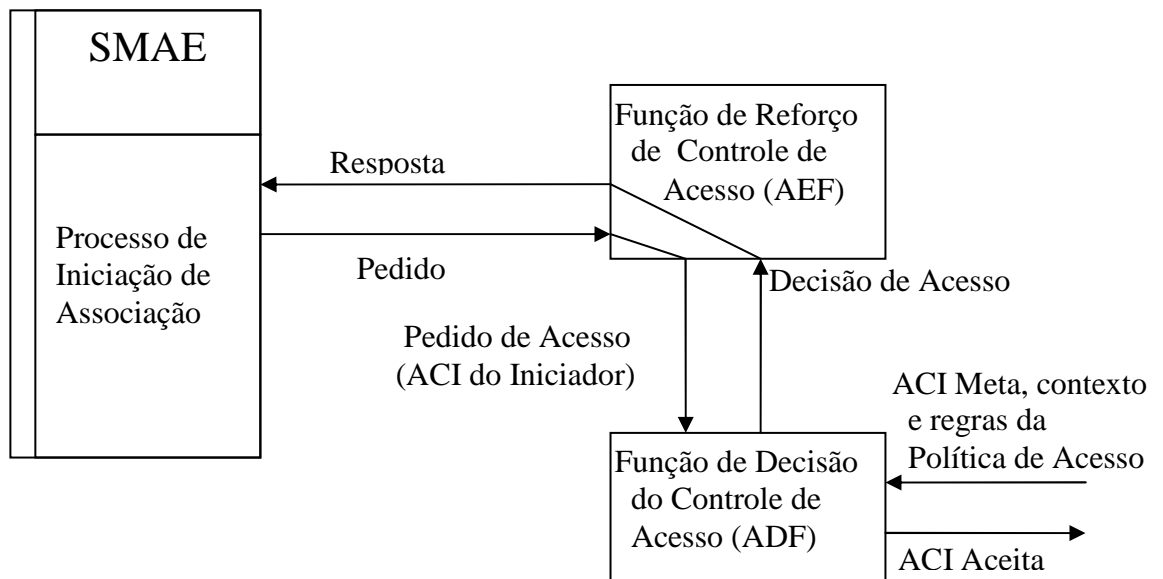 SMAE
Processo de
Iniciação de
Associação
Resposta
Pedido
Função de Reforço
de Controle de
Acesso (AEF)
Decisão de Acesso
Pedido de Acesso
(ACI do Iniciador)
Função de Decisão
do Controle de
Acesso (ADF)
ACI Meta, contexto
e regras da
Política de Acesso
ACI Aceita